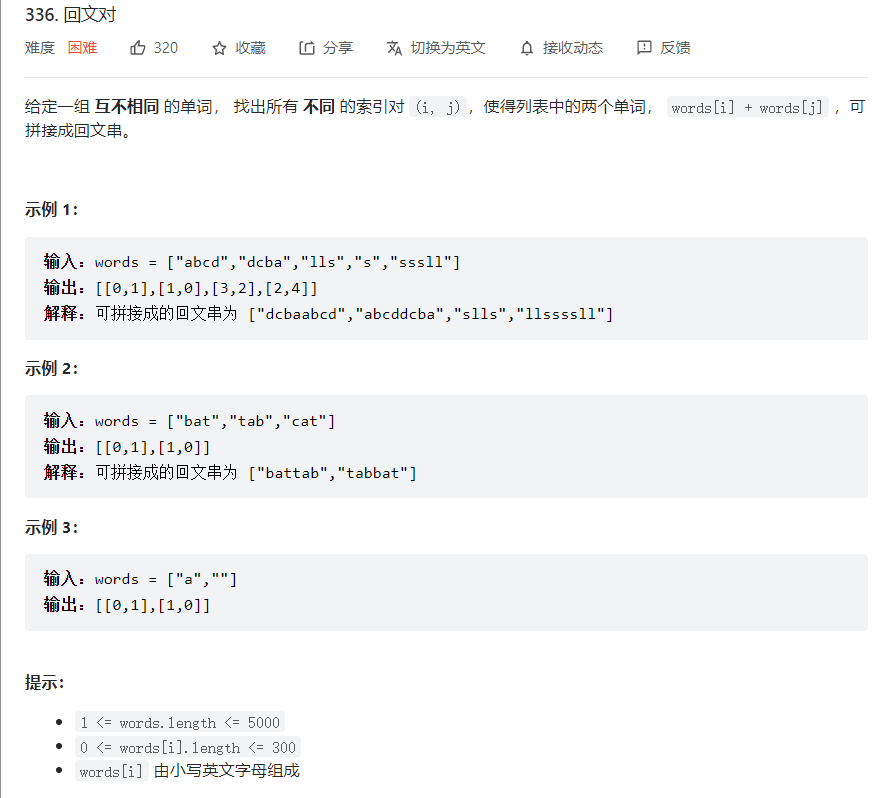 336. 回文对
难度 困难 320 收藏 分享 切换为英文 接收动态 反馈
给定一组 互不相同 的单词， 找出所有 不同 的索引对 (i, j)，使得列表中的两个单词， words[i] + words[j] ，可
拼接成回文串。
示例 1：
输入：words = ["abcd","dcba","lls","s","sssll"]
输出：[[0,1],[1,0],[3,2],[2,4]]
解释：可拼接成的回文串为 ["dcbaabcd","abcddcba","slls","llssssll"]
示例 2：
输入：words = ["bat","tab","cat"]
输出：[[0,1],[1,0]]
解释：可拼接成的回文串为 ["battab","tabbat"]
示例 3：
输入：words = ["a",""]
输出：[[0,1],[1,0]]
提示：
1 <= words.length <= 5000
0 <= words[i].length <= 300
words[i] 由小写英文字母组成